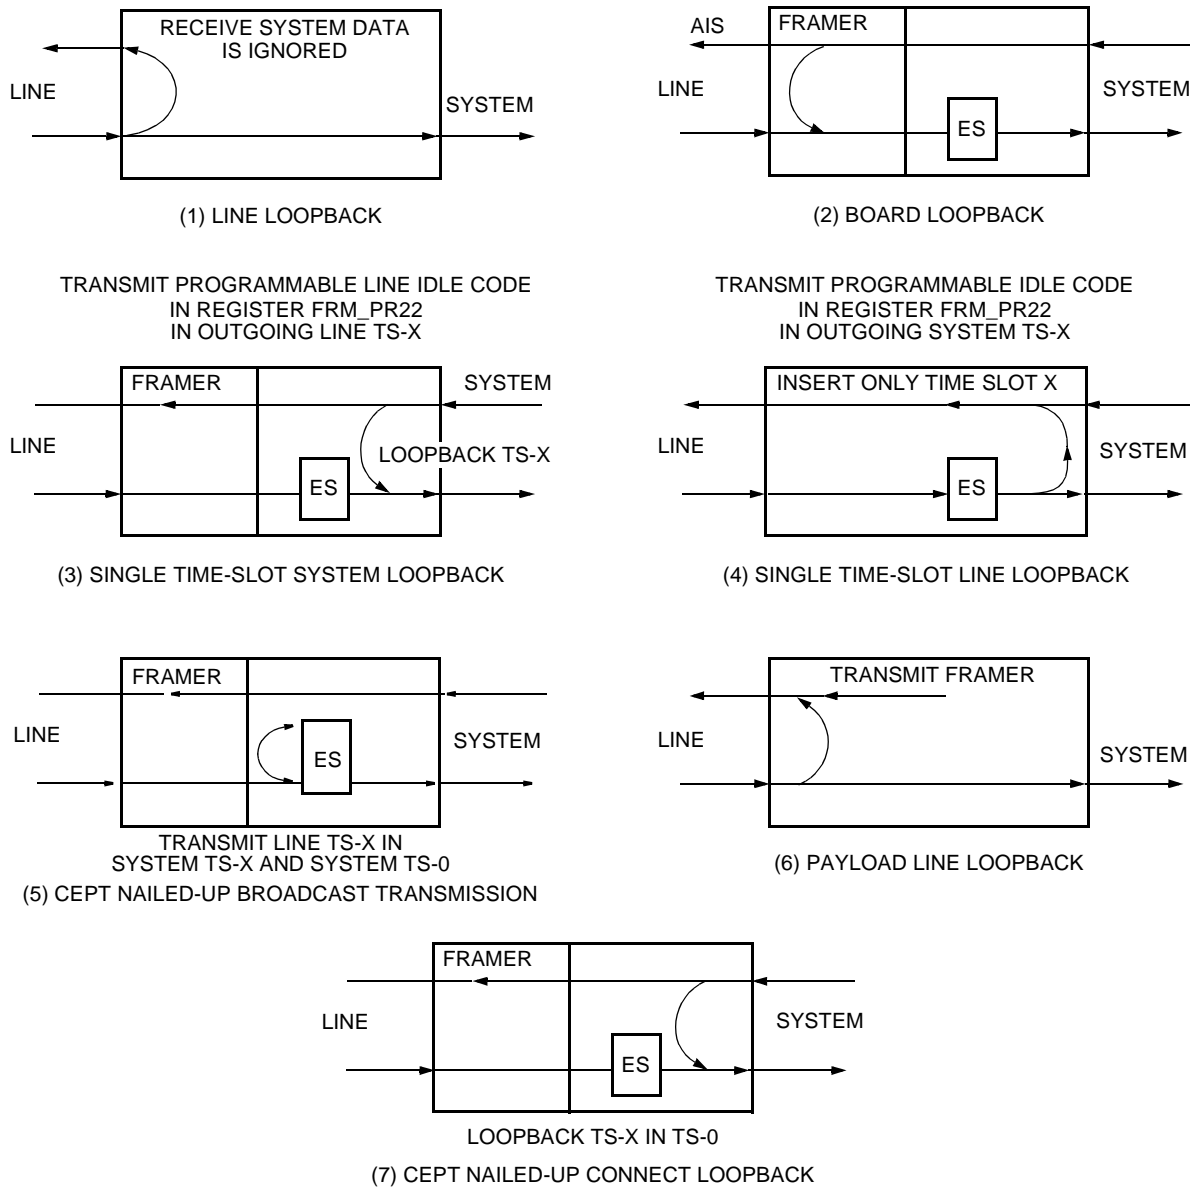 RECEIVE SYSTEM DATA
IS IGNORED
LINE
SYSTEM
(1) LINE LOOPBACK
AIS
FRAMER
LINE
SYSTEM
ES
(2) BOARD LOOPBACK
TRANSMIT PROGRAMMABLE LINE IDLE CODE
IN REGISTER FRM_PR22
IN OUTGOING LINE TS-X
FRAMER
SYSTEM
LINE
LOOPBACK TS-X
ES
(3) SINGLE TIME-SLOT SYSTEM LOOPBACK
TRANSMIT PROGRAMMABLE IDLE CODE
IN REGISTER FRM_PR22
IN OUTGOING SYSTEM TS-X
INSERT ONLY TIME SLOT X
LINE
SYSTEM
ES
(4) SINGLE TIME-SLOT LINE LOOPBACK
FRAMER
LINE
SYSTEM
ES
TRANSMIT LINE TS-X IN
SYSTEM TS-X AND SYSTEM TS-0
(5) CEPT NAILED-UP BROADCAST TRANSMISSION
TRANSMIT FRAMER
LINE
SYSTEM
(6) PAYLOAD LINE LOOPBACK
FRAMER
LINE
SYSTEM
ES
LOOPBACK TS-X IN TS-0
(7) CEPT NAILED-UP CONNECT LOOPBACK